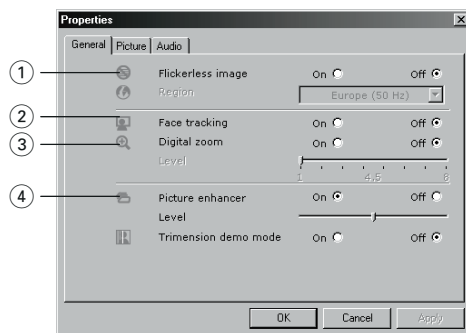 Properties
General Picture Audio
1 Flickerless image On Off
Region Europe (50 Hz)
2 Face tracking On Off
3 Digital zoom On Off
Level
1 4,5 8
4 Picture enhancer On Off
Level
Trimension demo mode On Off
OK Cancel Apply